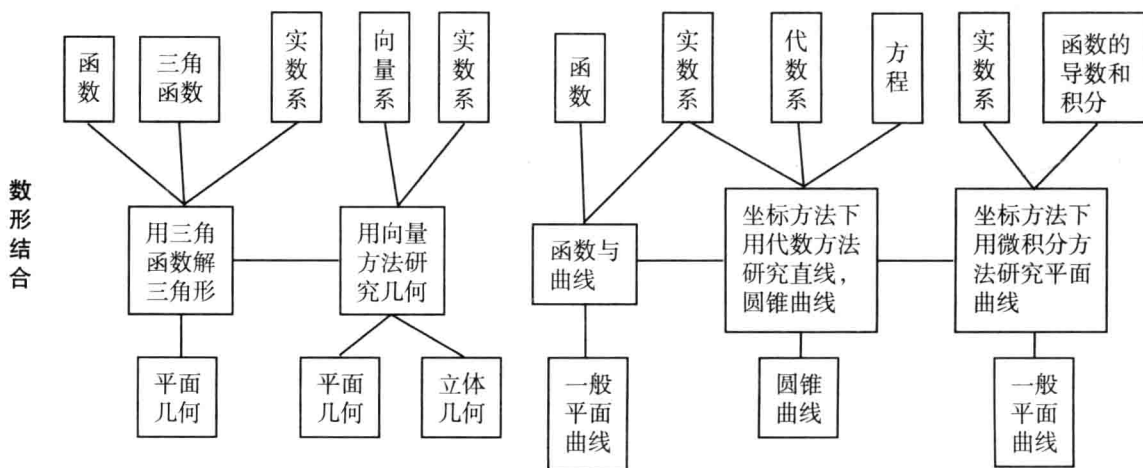 函
数
三角
函数
实
数
系
向
量
系
实
数
系
函
数
实
数
系
代
数
系
方
程
实
数
系
函数的
导数和
积分
数
形
结
合
用三角
函数解
三角形
用向量
方法研
究几何
函数与
曲线
坐标方法下
用代数方法
研究直线，
圆锥曲线
坐标方法下
用微积分方
法研究平面
曲线
平面
几何
平面
几何
立体
几何
一般
平面
曲线
圆锥
曲线
一般
平面
曲线